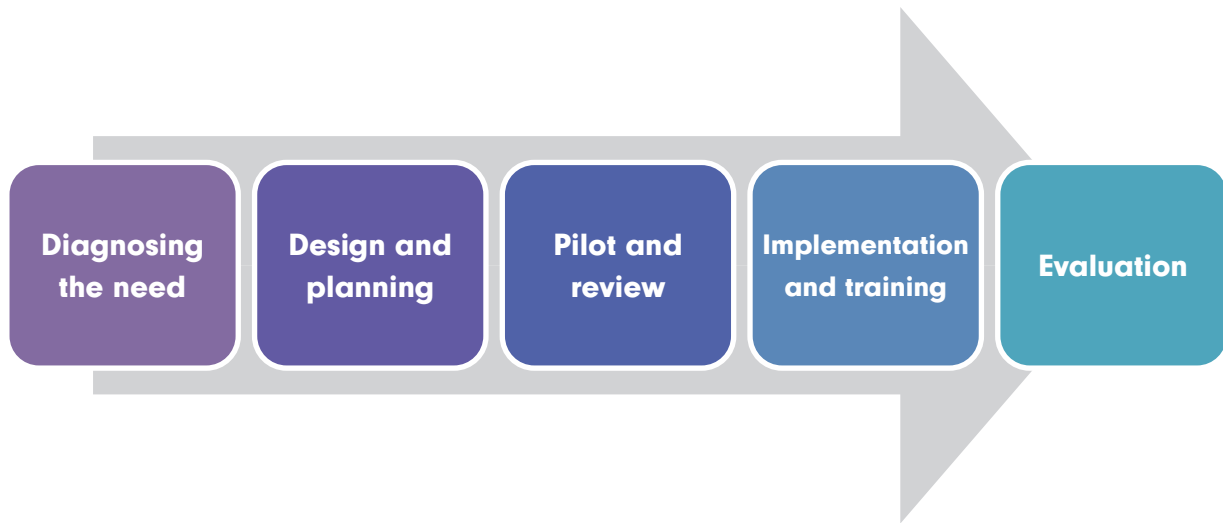 Diagnosing
the need
Design and
planning
Pilot and
review
Implementation
and training
Evaluation